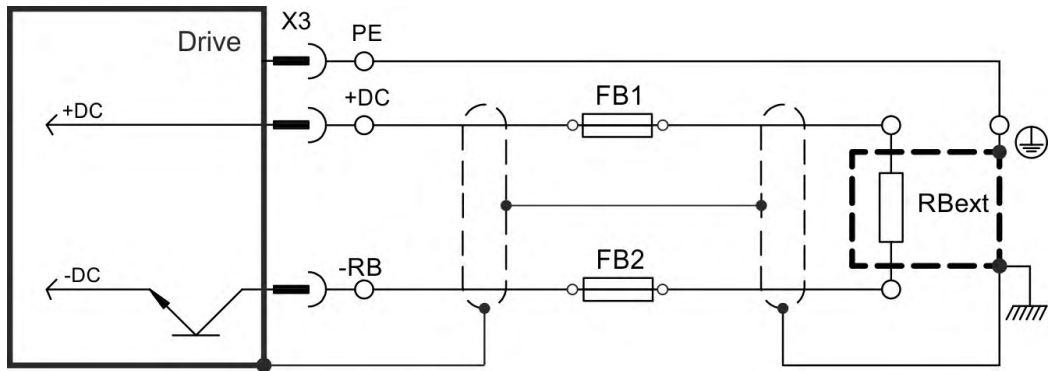 X3
PE
Drive
+DC
+DC
FB1
RBext
-DC
-RB
FB2